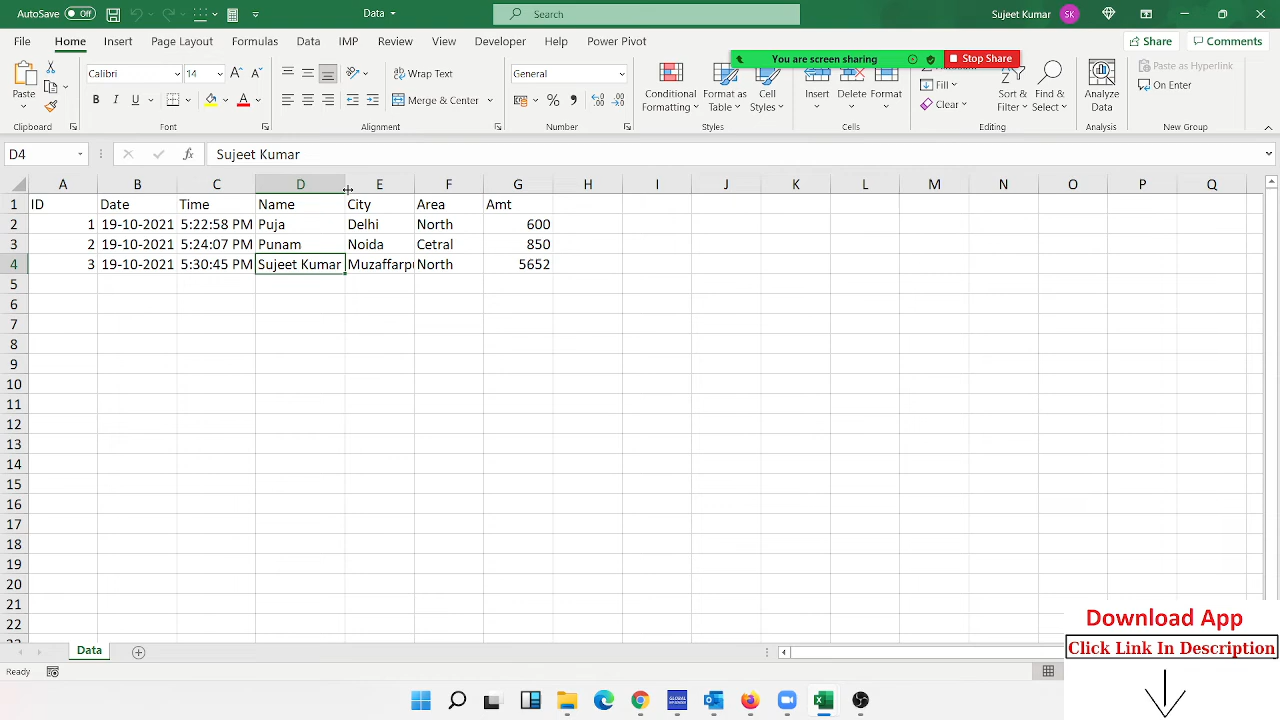 AutoSave Off Data Search Sujeet Kumar SK
File Home Insert Page Layout Formulas Data IMP Review View Developer Help Power Pivot Share Comments
You are screen sharing Stop Share
Paste Calibri 14 A A Wrap Text General Conditional Formatting Format as Table Cell Styles Insert Delete Format Fill Clear Sort & Filter Find & Select Analyze Data Paste as Hyperlink On Enter
B I U A Merge & Center % 9
Clipboard Font Alignment Number Styles Cells Editing Analysis New Group
D4 fx Sujeet Kumar
A B C D E F G H I J K L M N O P Q
1 ID Date Time Name City Area Amt
2 1 19-10-2021 5:22:58 PM Puja Delhi North 600
3 2 19-10-2021 5:24:07 PM Punam Noida Cetral 850
4 3 19-10-2021 5:30:45 PM Sujeet Kumar Muzaffarpu North 5652
5
6
7
8
9
10
11
12
13
14
15
16
17
18
19
20
21
22
Download App
Click Link In Description
Data
Ready